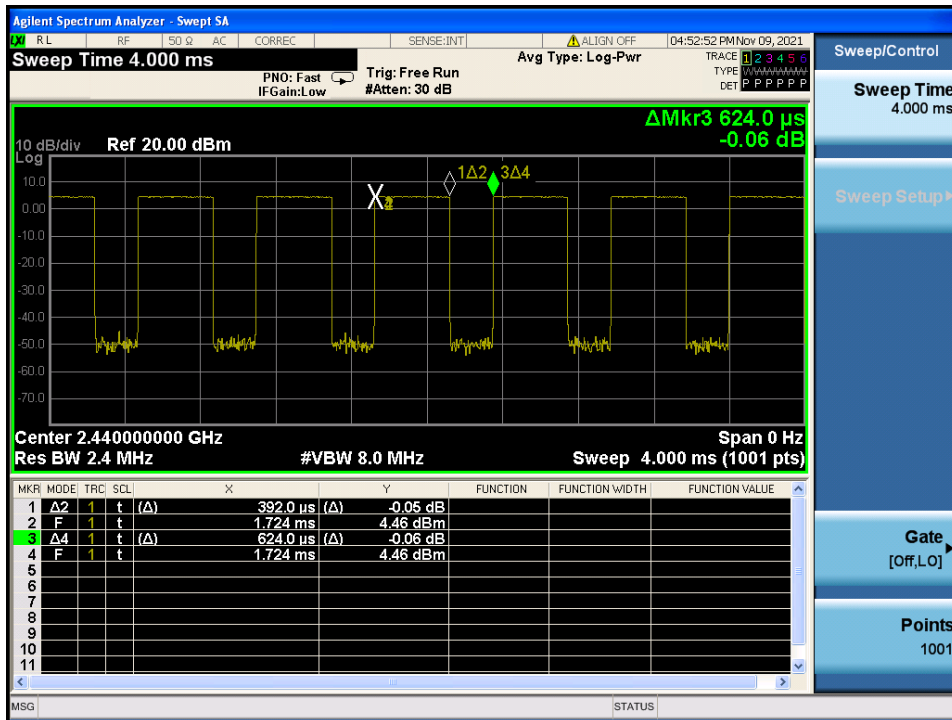 Agilent Spectrum Analyzer - Swept SA
LXI RL RF 50 Ω AC CORREC SENSE:INT ALIGN OFF 04:52:52 PM Nov 09, 2021
Sweep Time 4.000 ms
PNO: Fast
IFGain:Low
Trig: Free Run
#Atten: 30 dB
Avg Type: Log-Pwr
TRACE 1 2 3 4 5 6
TYPE
DET P P P P P P
ΔMkr3 624.0 µs
-0.06 dB
10 dB/div Ref 20.00 dBm
Log
1Δ2 3Δ4
10.0
0.00
-10.0
-20.0
-30.0
-40.0
-50.0
-60.0
-70.0
Center 2.440000000 GHz Span 0 Hz
Res BW 2.4 MHz #VBW 8.0 MHz Sweep 4.000 ms (1001 pts)
MKR MODE TRC SCL X Y FUNCTION FUNCTION WIDTH FUNCTION VALUE
1 Δ2 1 t (Δ) 392.0 µs (Δ) -0.05 dB
2 F 1 t 1.724 ms 4.46 dBm
3 Δ4 1 t (Δ) 624.0 µs (Δ) -0.06 dB
4 F 1 t 1.724 ms 4.46 dBm
5
6
7
8
9
10
11
MSG STATUS
Sweep/Control
Sweep Time
4.000 ms
Sweep Setup
Gate
[Off,LO]
Points
1001